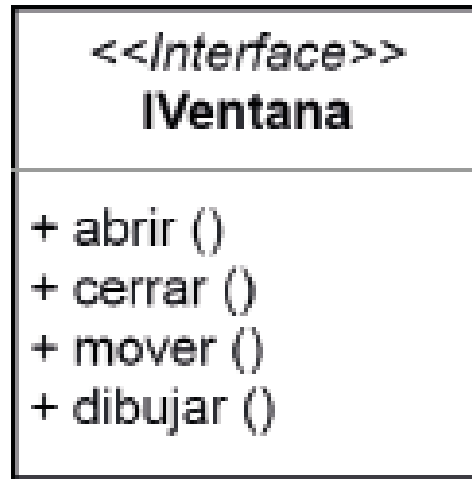 <<Interface>>
IVentana
+ abrir ()
+ cerrar ()
+ mover ()
+ dibujar ()